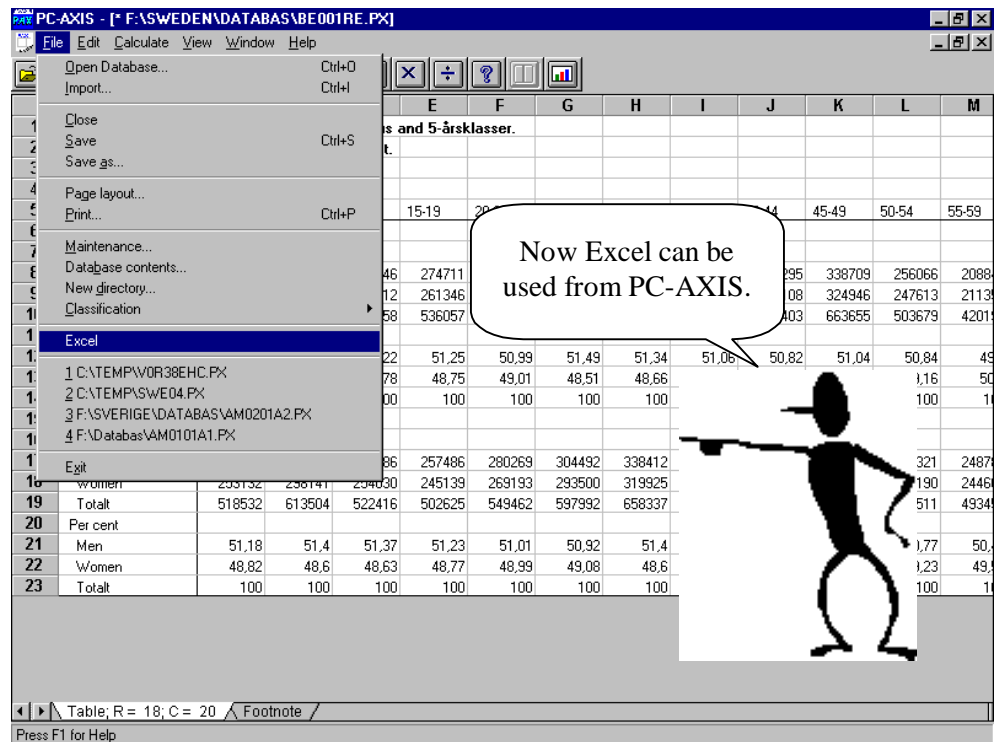 PC-AXIS - [* F:\SWEDEN\DATABAS\BE001RE.PX]
File Edit Calculate View Window Help
Open Database... Ctrl+O
Import... Ctrl+I
Close
Save Ctrl+S
Save as...
Page layout...
Print... Ctrl+P
Maintenance...
Database contents...
New directory...
Classification
Excel
1 C:\TEMP\V0R38EHC.PX
2 C:\TEMP\SWE04.PX
3 F:\SVERIGE\DATABAS\AM0201A2.PX
4 F:\Databas\AM0101A1.PX
Exit
E F G H I J K L M
and 5-årsklasser.
15-19 45-49 50-54 55-59
Now Excel can be
used from PC-AXIS.
274711 338709 256066
261346 324946 247613
536057 663655 503679
51,25 50,99 51,49 51,34 51,06 50,82 51,04 50,84
48,75 49,01 48,51 48,66
100 100 100 100 100
257486 280269 304492 338412
18 Women 253132 298141 254030 245139 269193 293500 319925
19 Totalt 518532 613504 522416 502625 549462 597992 658337
20 Per cent
21 Men 51,18 51,4 51,37 51,23 51,01 50,92 51,4
22 Women 48,82 48,6 48,63 48,77 48,99 49,08 48,6
23 Totalt 100 100 100 100 100 100 100 100
Table; R = 18; C = 20 Footnote
Press F1 for Help